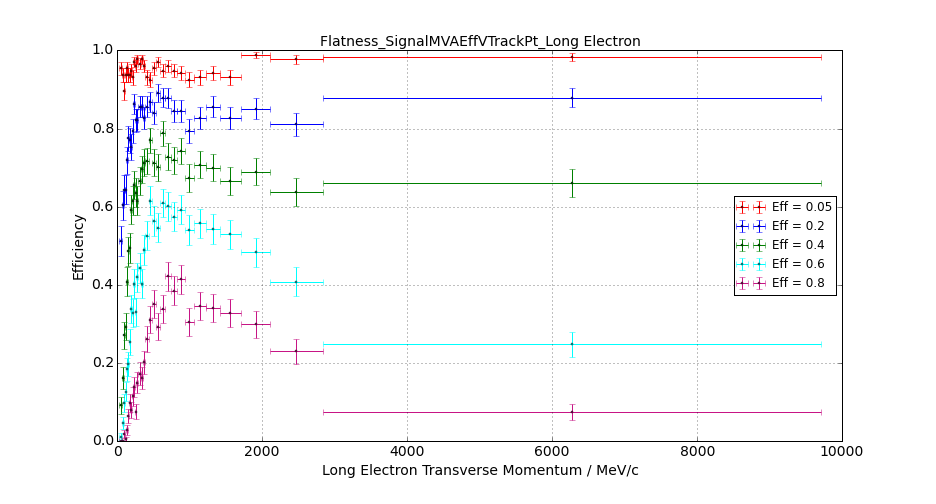 Flatness_SignalMVAEffVTrackPt_Long Electron
1.0
0.8
0.6
0.4
0.2
0.0
Efficiency
Eff = 0.05
Eff = 0.2
Eff = 0.4
Eff = 0.6
Eff = 0.8
0 2000 4000 6000 8000 10000
Long Electron Transverse Momentum / MeV/c